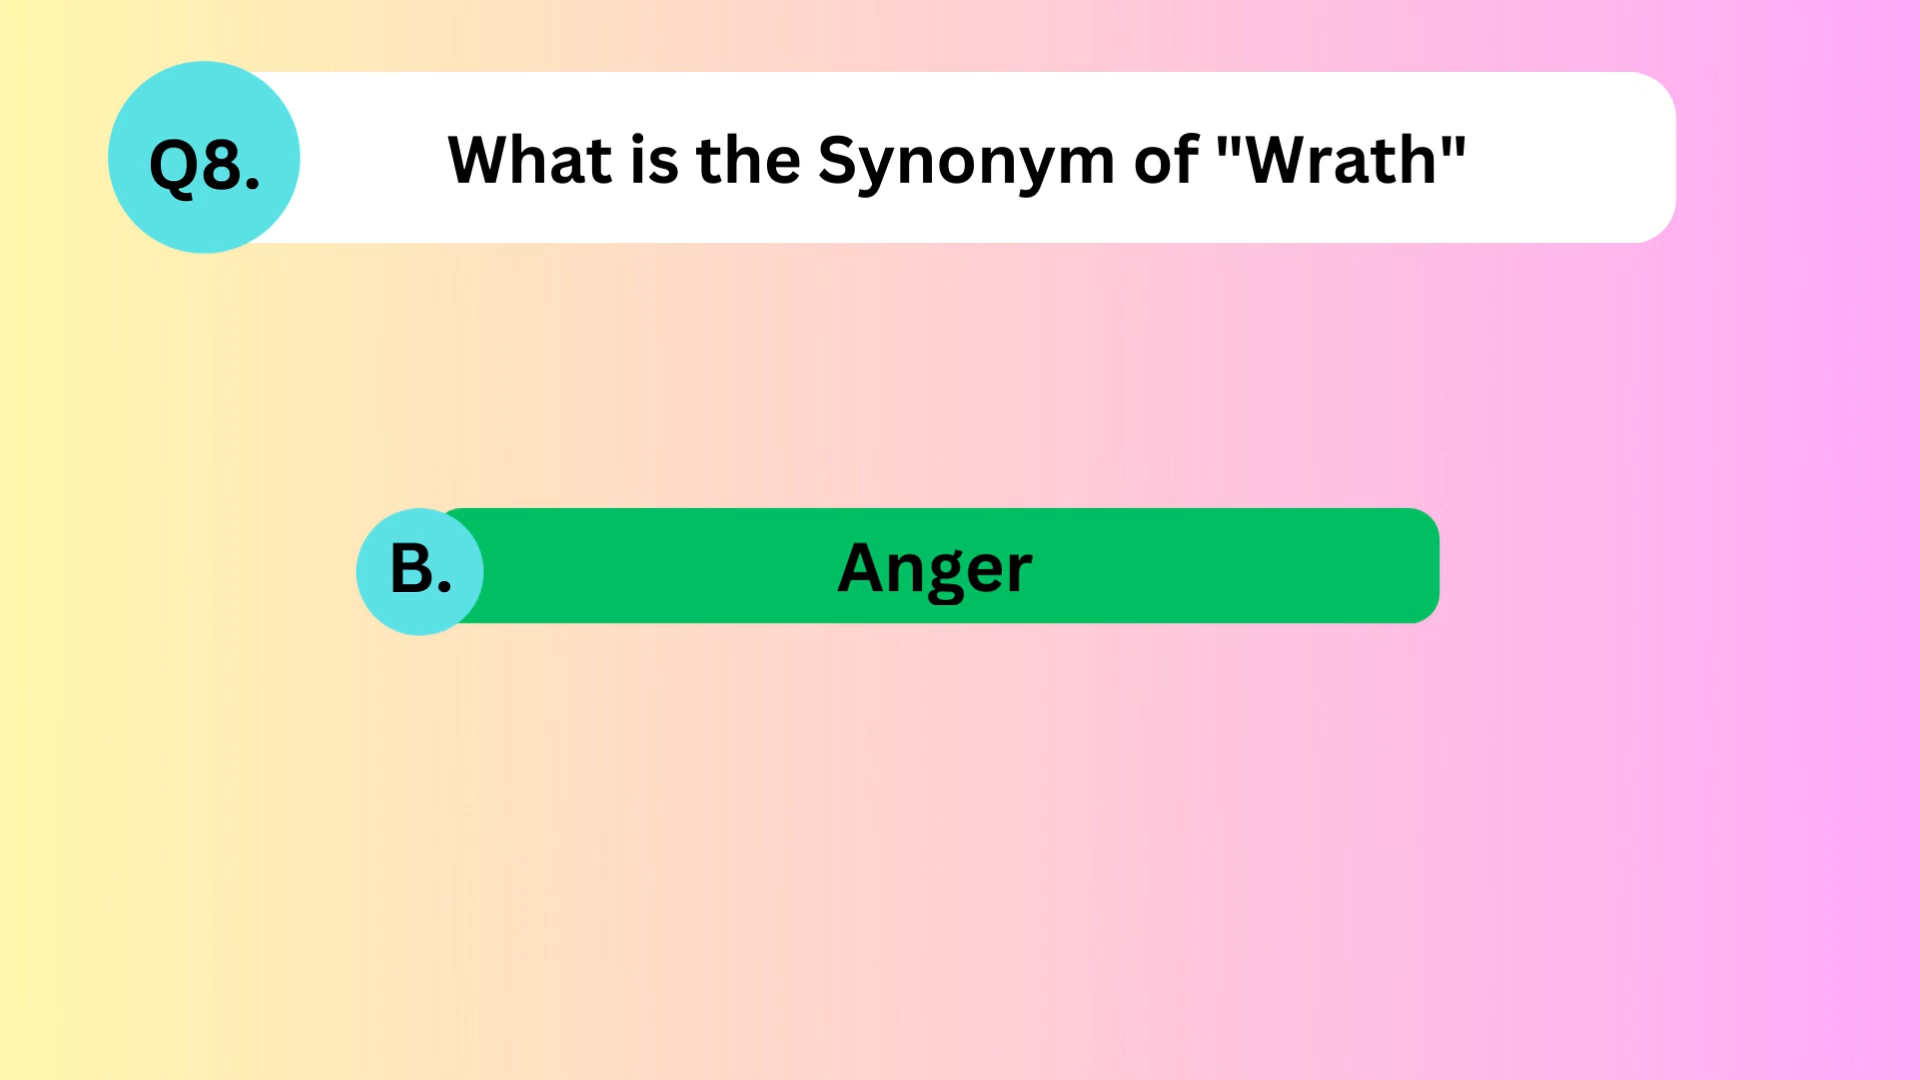 Q8. What is the Synonym of "Wrath"
B. Anger